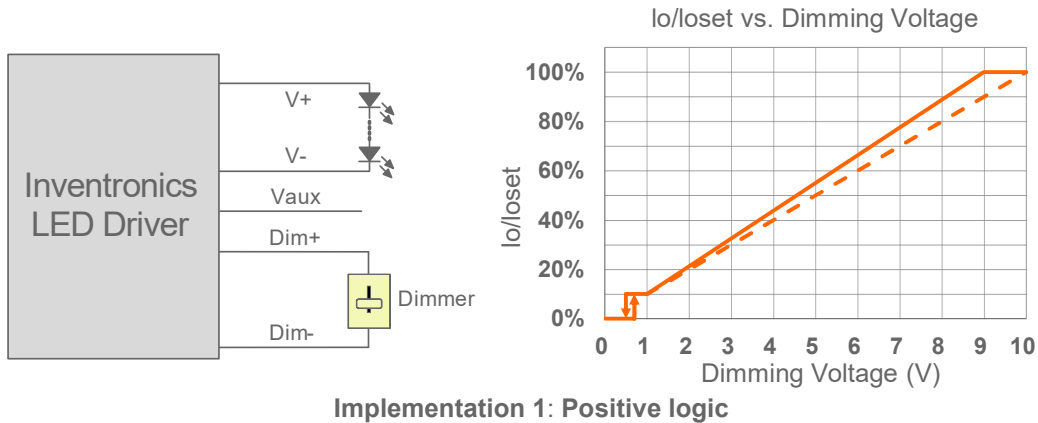 Io/Ioset vs. Dimming Voltage
Inventronics
LED Driver
V+
V-
Vaux
Dim+
Dimmer
Dim-
Io/Ioset
100%
80%
60%
40%
20%
0%
0 1 2 3 4 5 6 7 8 9 10
Dimming Voltage (V)
Implementation 1: Positive logic